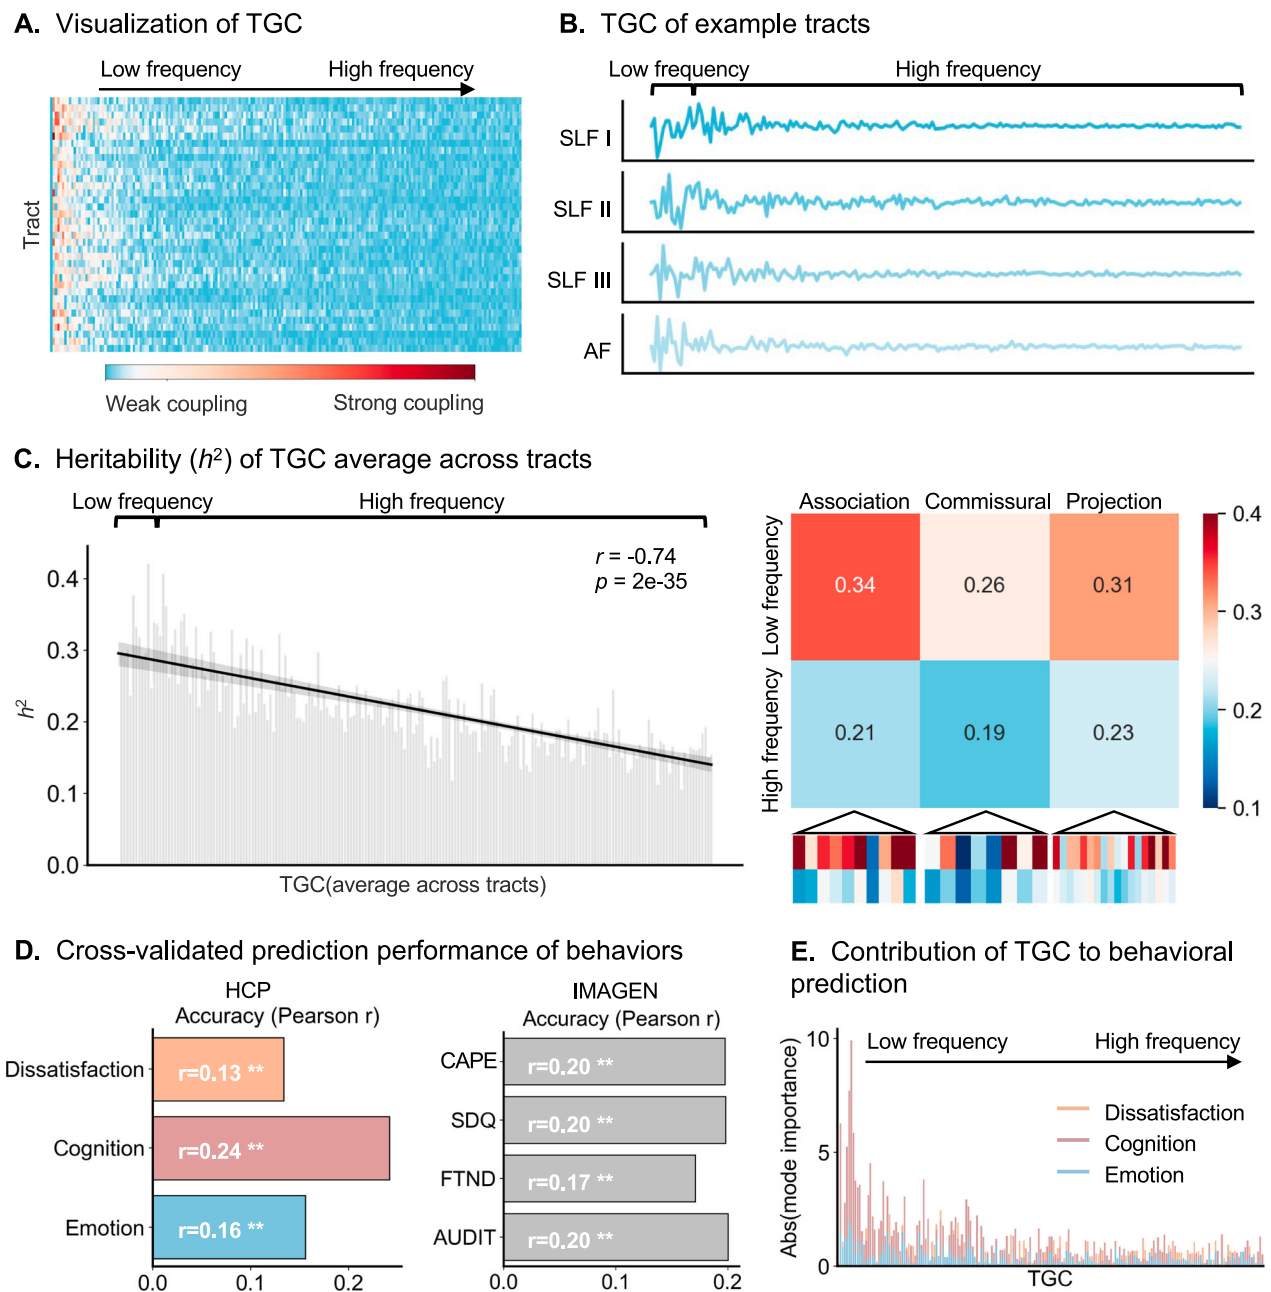 A. Visualization of TGC
Low frequency High frequency
Tract
Weak coupling Strong coupling
B. TGC of example tracts
Low frequency High frequency
SLF I
SLF II
SLF III
AF
C. Heritability (h²) of TGC average across tracts
Low frequency High frequency
r = -0.74
p = 2e-35
0.4
0.3
0.2
0.1
0.0
h²
TGC(average across tracts)
Association Commissural Projection
Low frequency
High frequency
0.34 0.26 0.31
0.21 0.19 0.23
0.4
0.3
0.2
0.1
D. Cross-validated prediction performance of behaviors
HCP
Accuracy (Pearson r)
Dissatisfaction r=0.13 **
Cognition r=0.24 **
Emotion r=0.16 **
0.0 0.1 0.2
IMAGEN
Accuracy (Pearson r)
CAPE r=0.20 **
SDQ r=0.20 **
FTND r=0.17 **
AUDIT r=0.20 **
0.0 0.1 0.2
E. Contribution of TGC to behavioral
prediction
Abs(mode importance)
10
5
0
Low frequency High frequency
Dissatisfaction
Cognition
Emotion
TGC